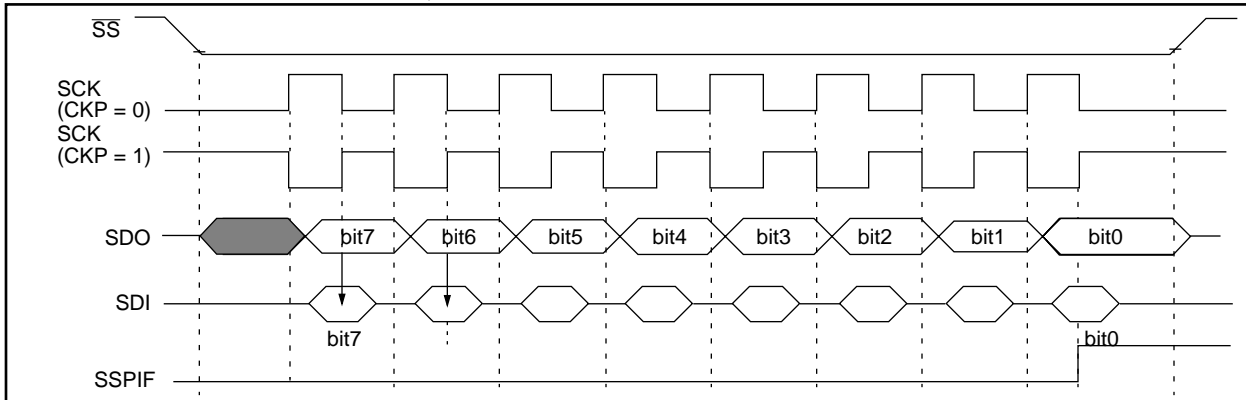 SS
SCK
(CKP = 0)
SCK
(CKP = 1)
SDO
bit7 bit6 bit5 bit4 bit3 bit2 bit1 bit0
SDI
bit7 bit0
SSPIF